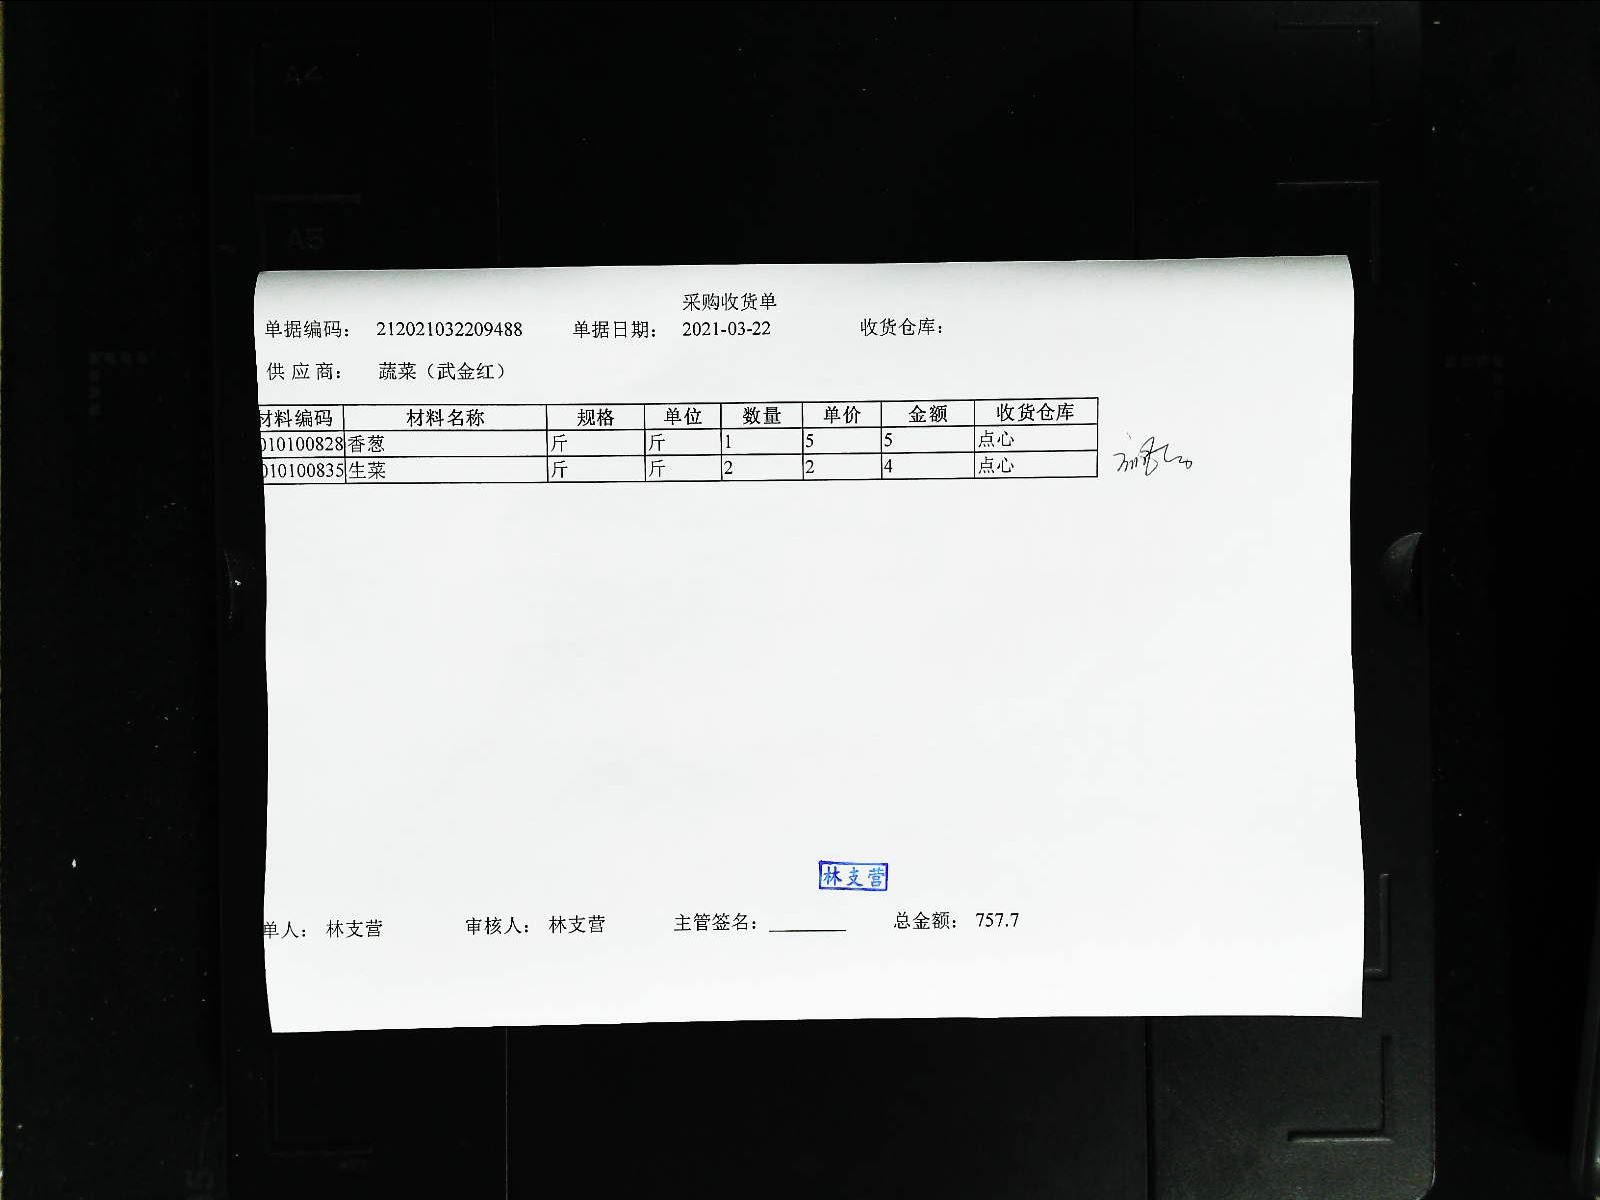 采购收货单
单据编码： 212021032209488 单据日期： 2021-03-22 收货仓库：
供应商： 蔬菜（武金红）
材料编码 材料名称 规格 单位 数量 单价 金额 收货仓库
010100828 香葱 斤 斤 1 5 5 点心
010100835 生菜 斤 斤 2 2 4 点心
林支营
单人： 林支营 审核人： 林支营 主管签名： 总金额： 757.7
A4
A5